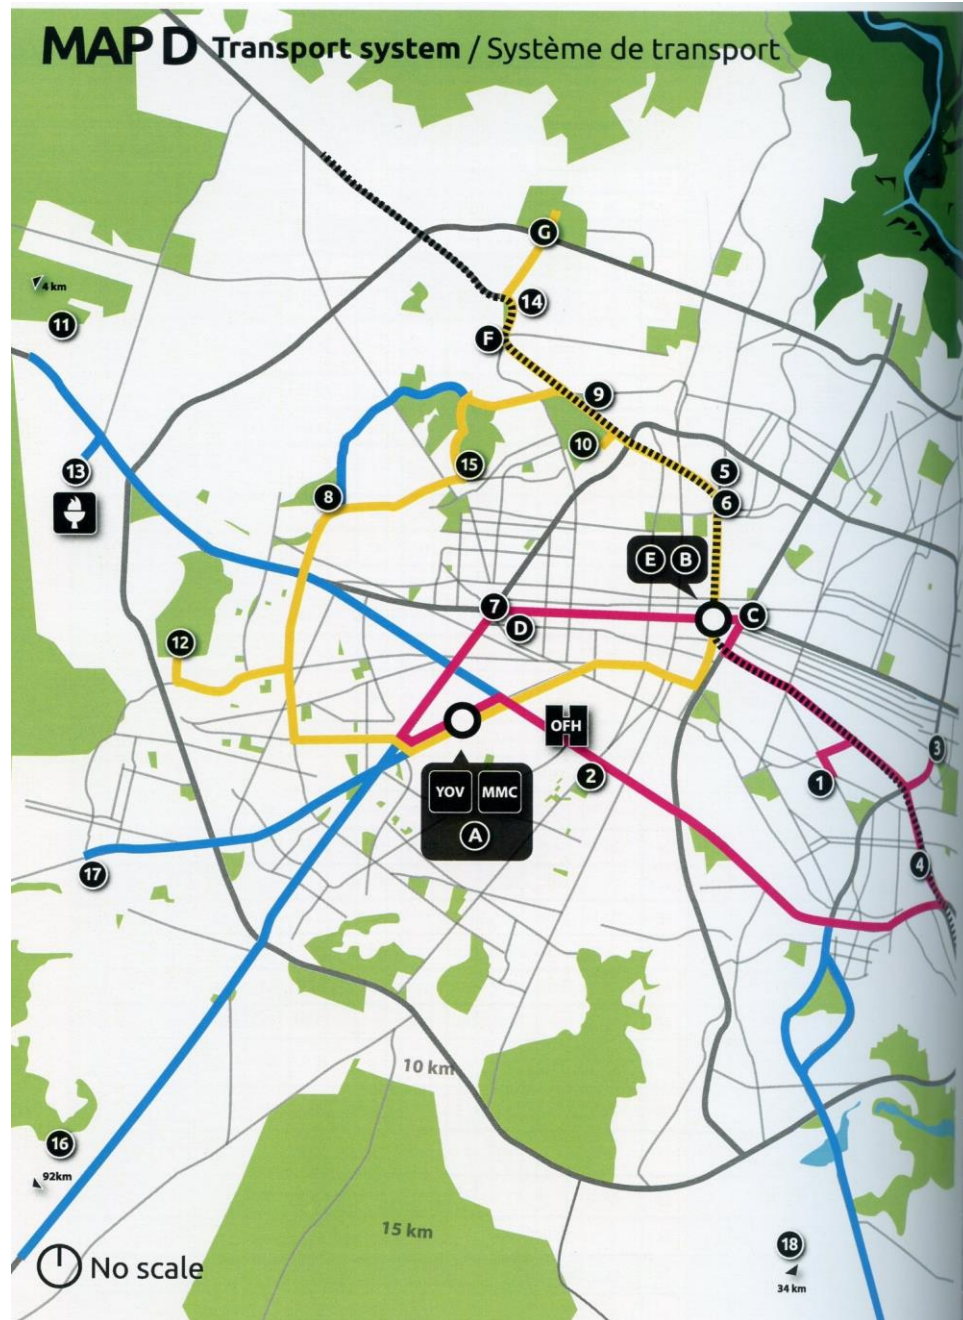 MAP D Transport system / Système de transport
G
4 km
14
11
F
9
10
5
13
15
6
8
E B
7
C
D
12
OFH
3
2
1
YOV MMC
A
4
17
10 km
16
92km
15 km
18
No scale
34 km